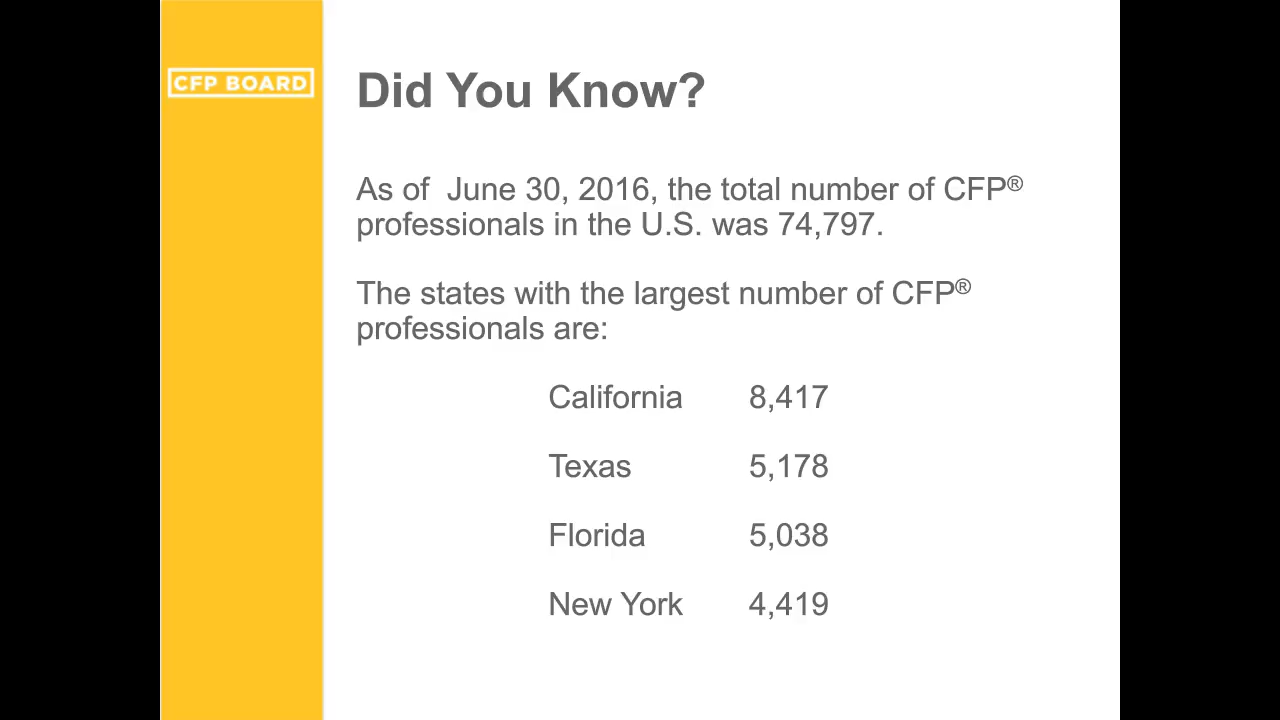 CFP BOARD
Did You Know?
As of  June 30, 2016, the total number of CFP®
professionals in the U.S. was 74,797.
The states with the largest number of CFP®
professionals are:
California 8,417
Texas 5,178
Florida 5,038
New York 4,419